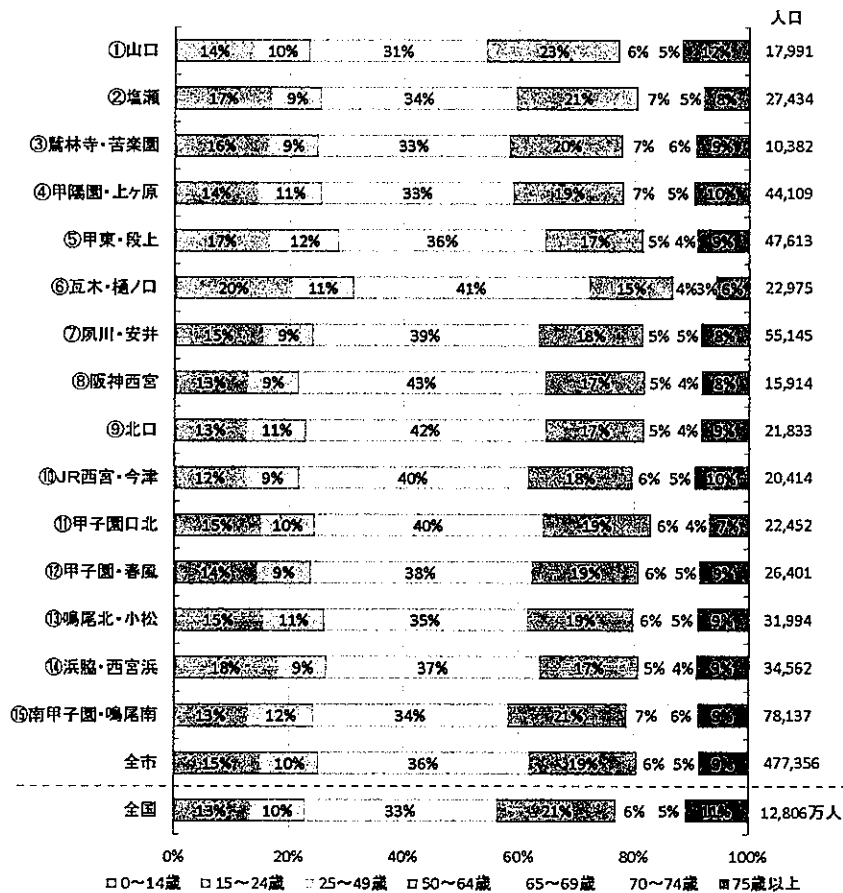 人口
①山口 14% 10% 31% 23% 6% 5% 12% 17,991
②塩瀬 17% 9% 34% 21% 7% 5% 8% 27,434
③鷲林寺・苦楽園 16% 9% 33% 20% 7% 6% 9% 10,382
④甲陽園・上ヶ原 14% 11% 33% 19% 7% 5% 10% 44,109
⑤甲東・段上 17% 12% 36% 17% 5% 4% 9% 47,613
⑥瓦木・樋ノ口 20% 11% 41% 15% 4% 3% 6% 22,975
⑦夙川・安井 15% 9% 39% 18% 5% 5% 8% 55,145
⑧阪神西宮 13% 9% 43% 17% 5% 4% 8% 15,914
⑨北口 13% 11% 42% 17% 5% 4% 9% 21,833
⑩JR西宮・今津 12% 9% 40% 18% 6% 5% 10% 20,414
⑪甲子園口北 15% 10% 40% 19% 6% 4% 7% 22,452
⑫甲子園・春風 14% 9% 38% 19% 6% 5% 9% 26,401
⑬鳴尾北・小松 15% 11% 35% 19% 6% 5% 9% 31,994
⑭浜脇・西宮浜 18% 9% 37% 17% 5% 4% 9% 34,562
⑮南甲子園・鳴尾南 13% 12% 34% 21% 7% 6% 9% 78,137
全市 15% 10% 36% 19% 6% 5% 9% 477,356
全国 13% 10% 33% 21% 6% 5% 11% 12,806万人
0% 20% 40% 60% 80% 100%
0～14歳 15～24歳 25～49歳 50～64歳 65～69歳 70～74歳 75歳以上